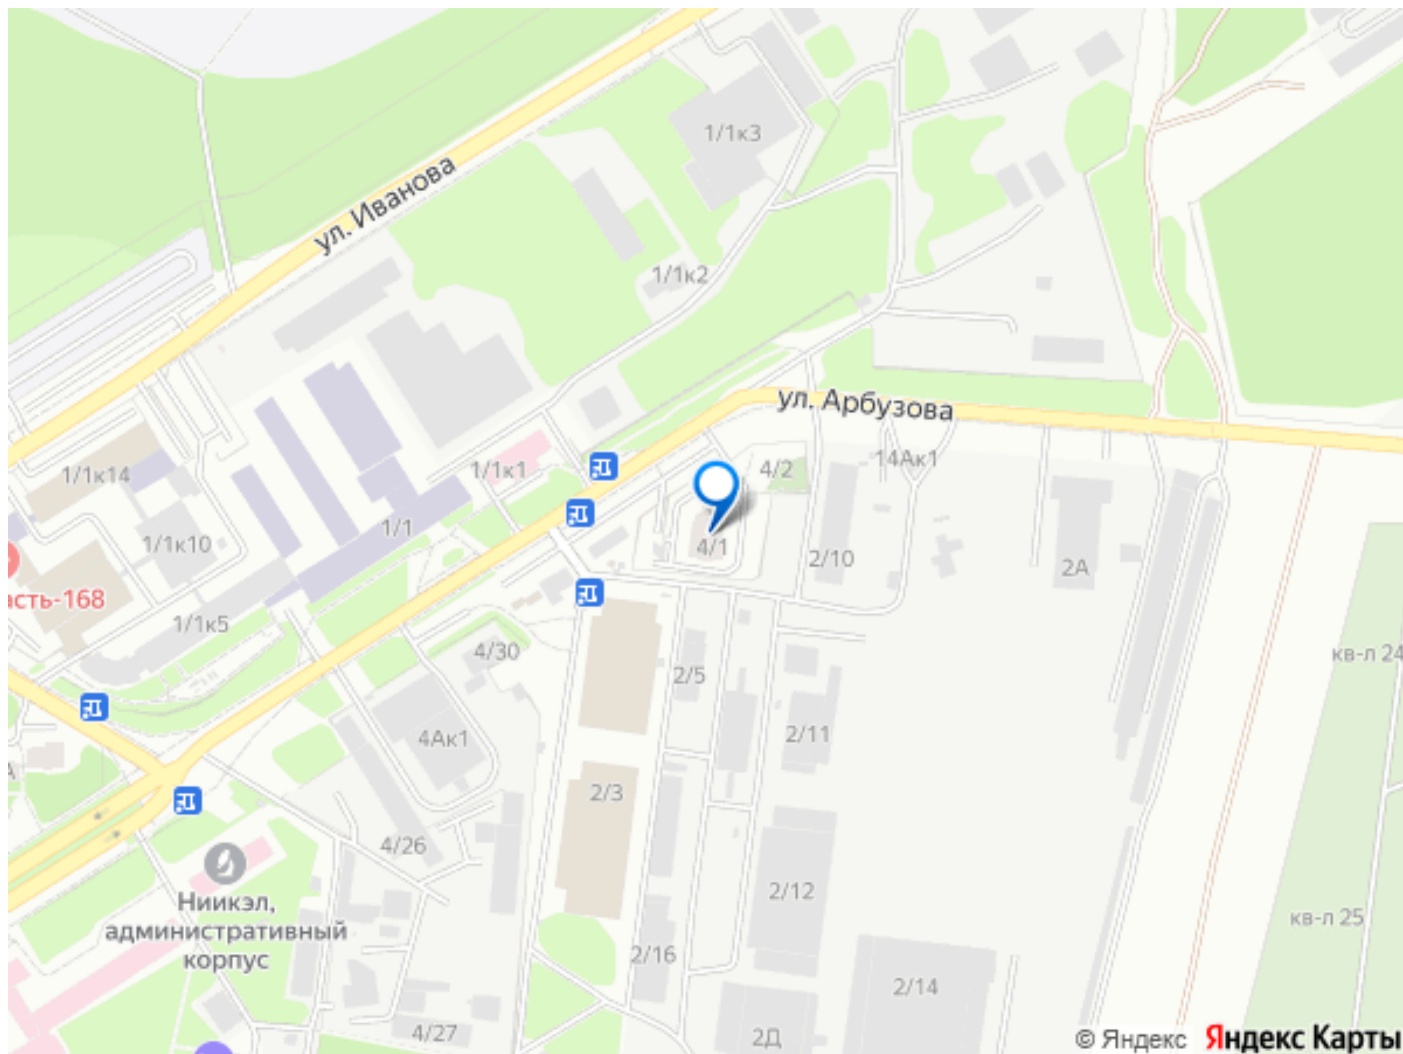 1/1к3
ул. Иванова
1/1к2
ул. Арбузова
1/1к14
1/1к1
4/2
14Ак1
1/1
1/1к10
4/1
2/10
2А
асть-168
1/1к5
4/30
кв-л 24
2/5
4Ак1
2/11
А
2/3
4/26
Ниикэл,
административный
корпус
2/12
кв-л 25
2/16
2/14
4/27
2Д
© Яндекс Яндекс Карты